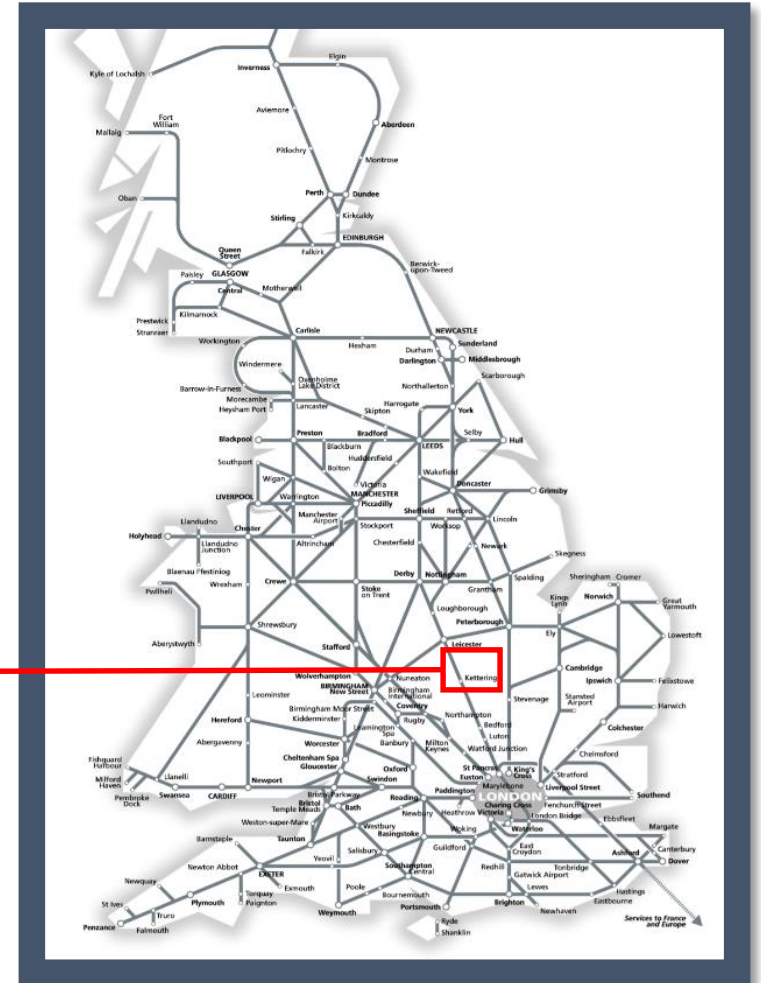 Elgin
Inverness
Kyle of Lochalsh
Aviemore
Fort
William
Mallaig
Aberdeen
Pitlochry
Montrose
Oban
Perth
Dundee
Stirling
Kirkcaldy
Queen
Street
EDINBURGH
Falkirk
Berwick-
upon-Tweed
Paisley
GLASGOW
Central
Motherwell
Prestwick
Kilmarnock
Stranraer
Carlisle
NEWCASTLE
Workington
Hexham
Sunderland
Durham
Darlington
Middlesbrough
Windermere
Scarborough
Oxenholme
Lake District
Barrow-in-Furness
Northallerton
Morecambe
Heysham Port
Lancaster
Harrogate
York
Skipton
Blackpool
Preston
Bradford
Selby
Blackburn
LEEDS
Hull
Southport
Huddersfield
Bolton
Wakefield
Wigan
Victoria
Doncaster
Grimsby
LIVERPOOL
Warrington
MANCHESTER
Piccadilly
Manchester
Airport
Sheffield
Retford
Llandudno
Stockport
Worksop
Lincoln
Holyhead
Chester
Llandudno
Junction
Altrincham
Chesterfield
Newark
Blaenau Ffestiniog
Skegness
Pwllheli
Wrexham
Crewe
Stoke
on Trent
Derby
Nottingham
Grantham
Spalding
Sheringham
Cromer
Kings
Lynn
Norwich
Great
Yarmouth
Loughborough
Shrewsbury
Peterborough
Ely
Lowestoft
Aberystwyth
Stafford
Leicester
Wolverhampton
Nuneaton
Kettering
Cambridge
Ipswich
Felixstowe
BIRMINGHAM
New Street
Birmingham
International
Leominster
Stevenage
Stansted
Airport
Harwich
Birmingham Moor Street
Coventry
Hereford
Kidderminster
Rugby
Northampton
Colchester
Leamington
Spa
Bedford
Abergavenny
Worcester
Banbury
Milton
Keynes
Luton
Watford Junction
Chelmsford
Fishguard
Harbour
Cheltenham Spa
Gloucester
Oxford
St Pancras
King's
Cross
Euston
Stratford
Milford
Haven
Llanelli
Newport
Swindon
Marylebone
Liverpool Street
Pembroke
Dock
Swansea
CARDIFF
Bristol Parkway
Reading
Paddington
LONDON
Southend
Bristol
Temple Meads
Bath
Charing Cross
Fenchurch Street
Newbury
Heathrow
Victoria
London Bridge
Weston-super-Mare
Westbury
Waterloo
Ebbsfleet
Basingstoke
Woking
Margate
Barnstaple
Taunton
Guildford
East
Croydon
Canterbury
Salisbury
Ashford
Dover
Newton Abbot
Yeovil
Southampton
Central
Redhill
Tonbridge
EXETER
Gatwick Airport
Newquay
Exmouth
Poole
Lewes
Hastings
Torquay
Paignton
Bournemouth
Eastbourne
St Ives
Plymouth
Portsmouth
Brighton
Newhaven
Truro
Weymouth
Penzance
Falmouth
Ryde
Shanklin
Services to France
and Europe